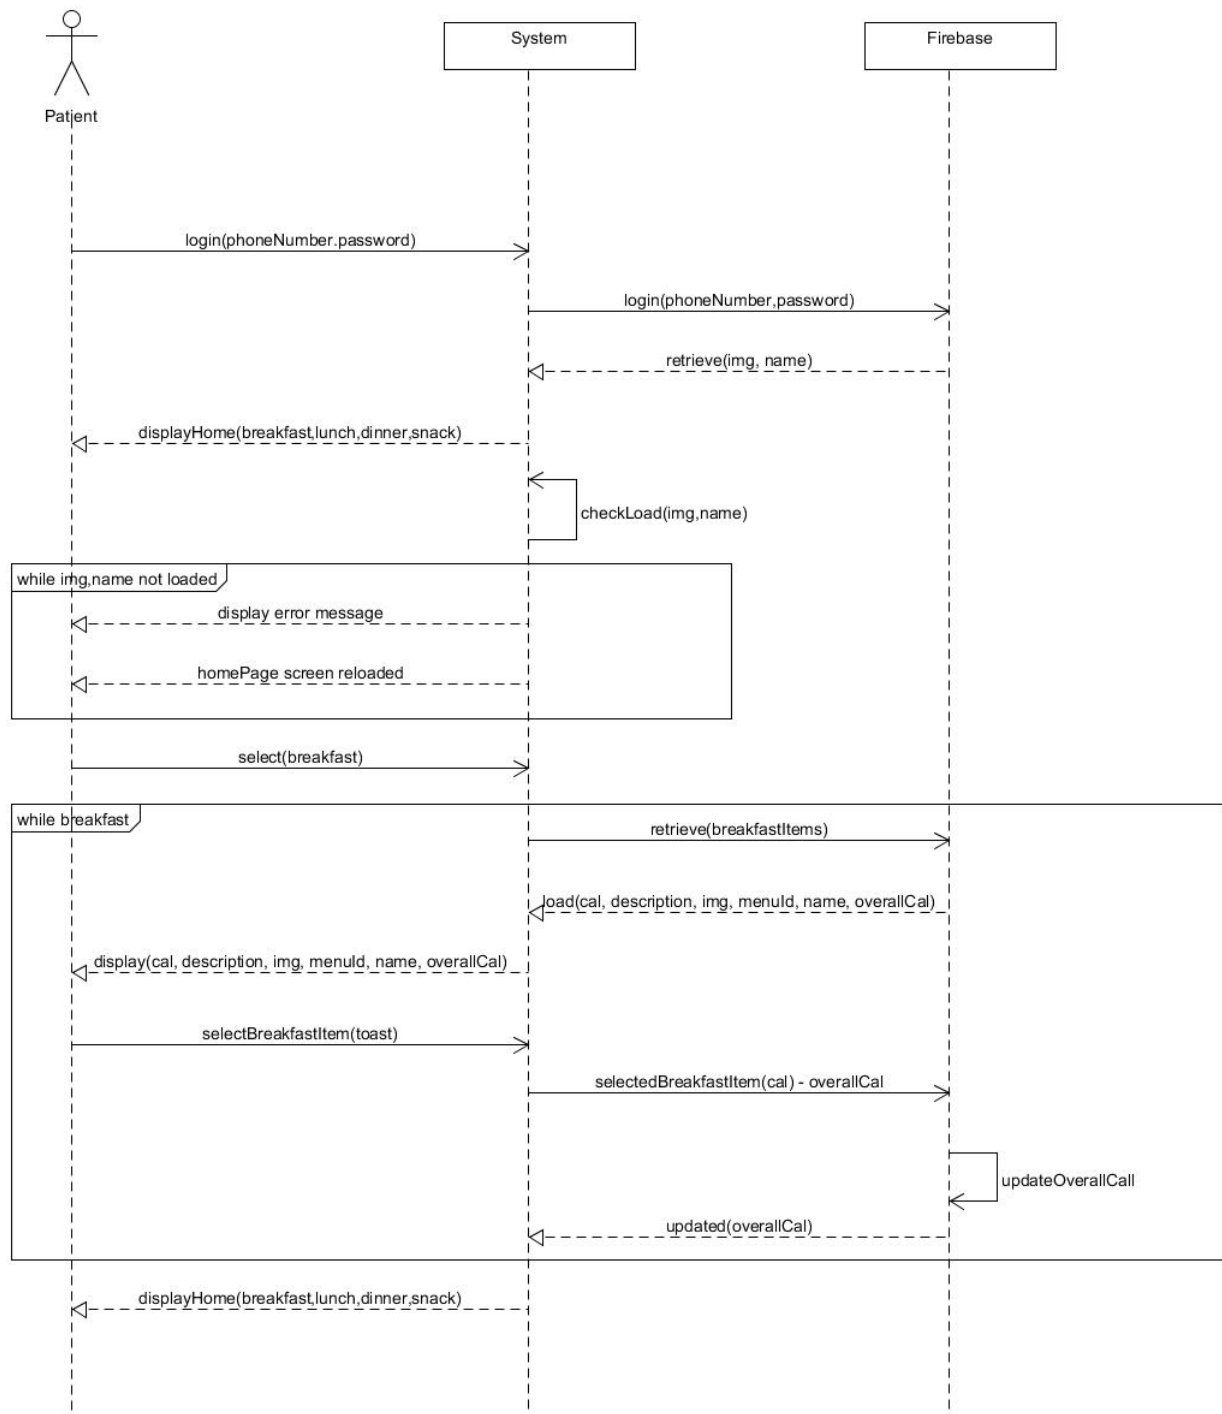 System
Firebase
Patient
login(phoneNumber.password)
login(phoneNumber,password)
retrieve(img, name)
displayHome(breakfast,lunch,dinner,snack)
checkLoad(img,name)
while img,name not loaded
display error message
homePage screen reloaded
select(breakfast)
while breakfast
retrieve(breakfastItems)
load(cal, description, img, menuId, name, overallCal)
display(cal, description, img, menuId, name, overallCal)
selectBreakfastItem(toast)
selectedBreakfastItem(cal) - overallCal
updateOverallCall
updated(overallCal)
displayHome(breakfast,lunch,dinner,snack)